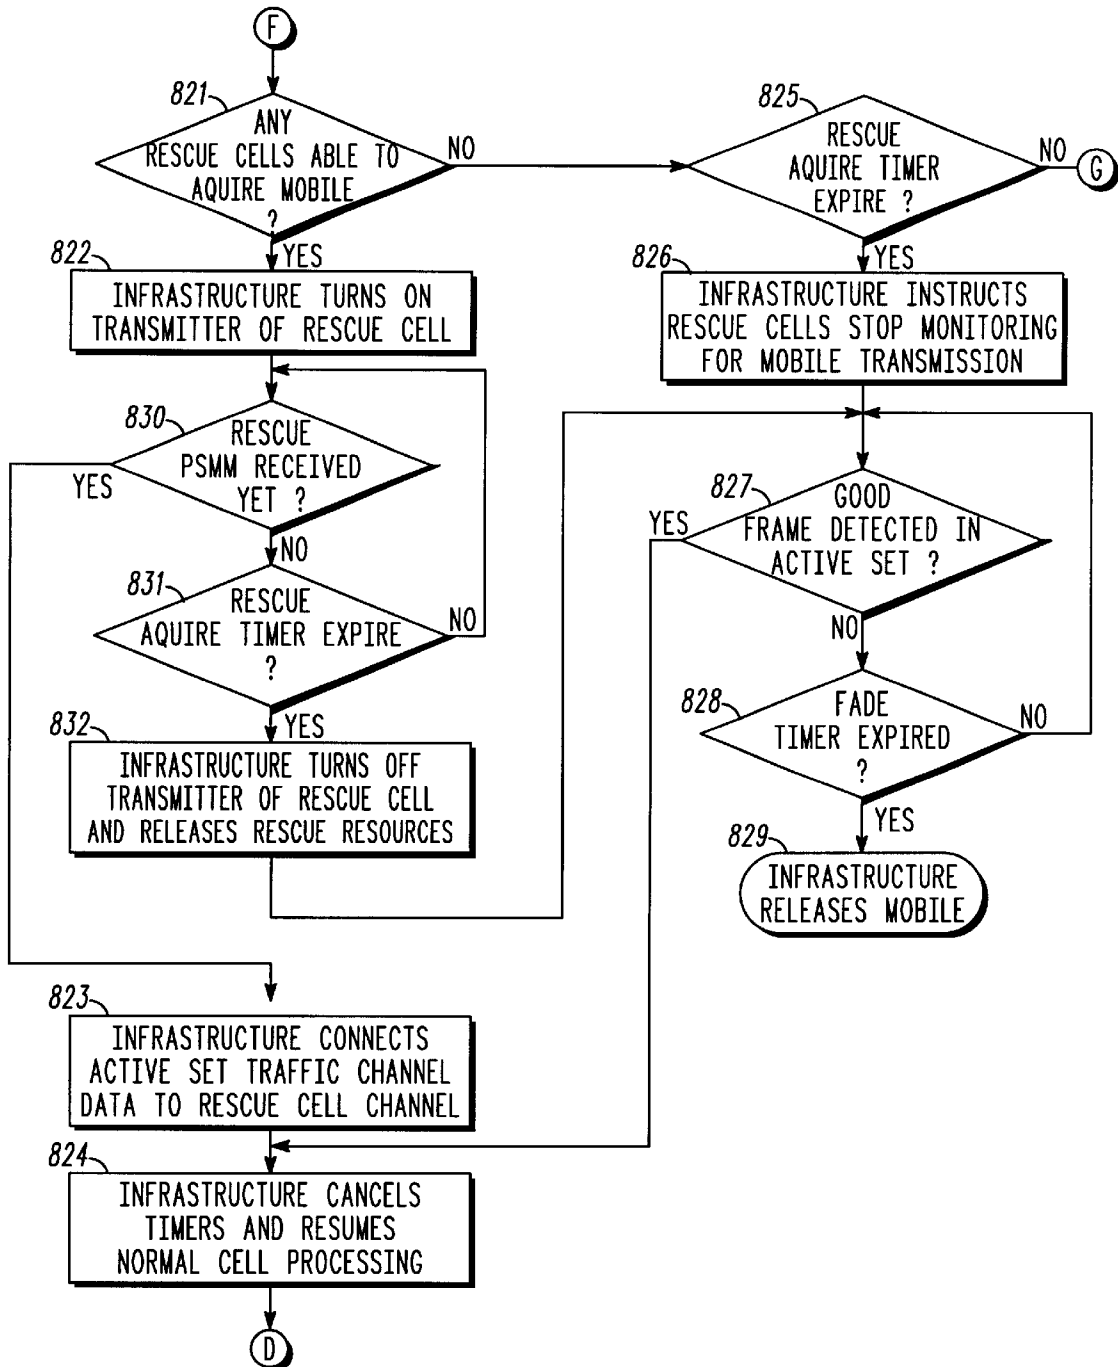 F
821
ANY
RESCUE CELLS ABLE TO
AQUIRE MOBILE
?
NO
YES
825
RESCUE
AQUIRE TIMER
EXPIRE ?
NO
G
YES
822
INFRASTRUCTURE TURNS ON
TRANSMITTER OF RESCUE CELL
826
INFRASTRUCTURE INSTRUCTS
RESCUE CELLS STOP MONITORING
FOR MOBILE TRANSMISSION
830
RESCUE
PSMM RECEIVED
YET ?
YES
NO
827
GOOD
FRAME DETECTED IN
ACTIVE SET ?
YES
NO
831
RESCUE
AQUIRE TIMER EXPIRE
?
NO
YES
828
FADE
TIMER EXPIRED
?
NO
YES
832
INFRASTRUCTURE TURNS OFF
TRANSMITTER OF RESCUE CELL
AND RELEASES RESCUE RESOURCES
829
INFRASTRUCTURE
RELEASES MOBILE
823
INFRASTRUCTURE CONNECTS
ACTIVE SET TRAFFIC CHANNEL
DATA TO RESCUE CELL CHANNEL
824
INFRASTRUCTURE CANCELS
TIMERS AND RESUMES
NORMAL CELL PROCESSING
D